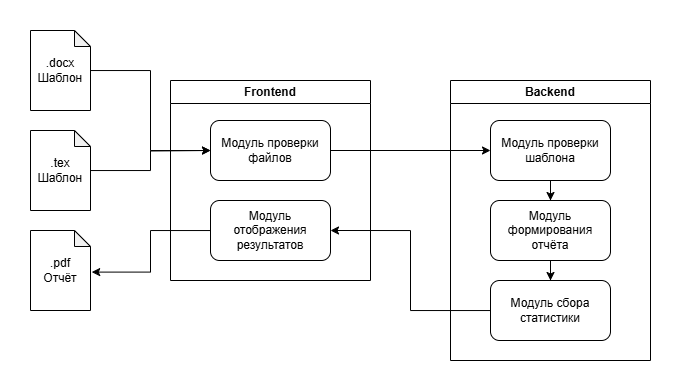 .docx
Шаблон
.tex
Шаблон
.pdf
Отчёт
Frontend
Модуль проверки
файлов
Модуль
отображения
результатов
Backend
Модуль проверки
шаблона
Модуль
формирования
отчёта
Модуль сбора
статистики